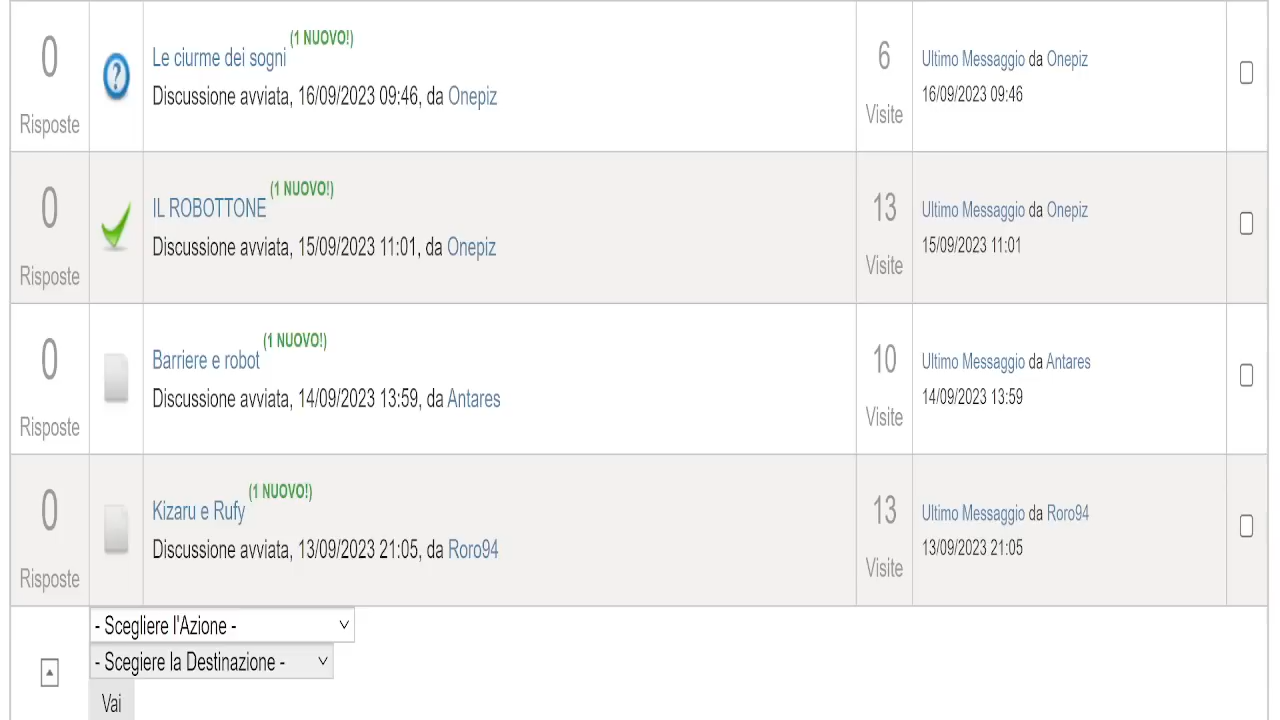 0
Risposte
Le ciurme dei sogni (1 NUOVO!)
Discussione avviata, 16/09/2023 09:46, da Onepiz
6
Visite
Ultimo Messaggio da Onepiz
16/09/2023 09:46
0
Risposte
IL ROBOTTONE (1 NUOVO!)
Discussione avviata, 15/09/2023 11:01, da Onepiz
13
Visite
Ultimo Messaggio da Onepiz
15/09/2023 11:01
0
Risposte
Barriere e robot (1 NUOVO!)
Discussione avviata, 14/09/2023 13:59, da Antares
10
Visite
Ultimo Messaggio da Antares
14/09/2023 13:59
0
Risposte
Kizaru e Rufy (1 NUOVO!)
Discussione avviata, 13/09/2023 21:05, da Roro94
13
Visite
Ultimo Messaggio da Roro94
13/09/2023 21:05
- Scegliere l'Azione -
- Scegiere la Destinazione -
Vai